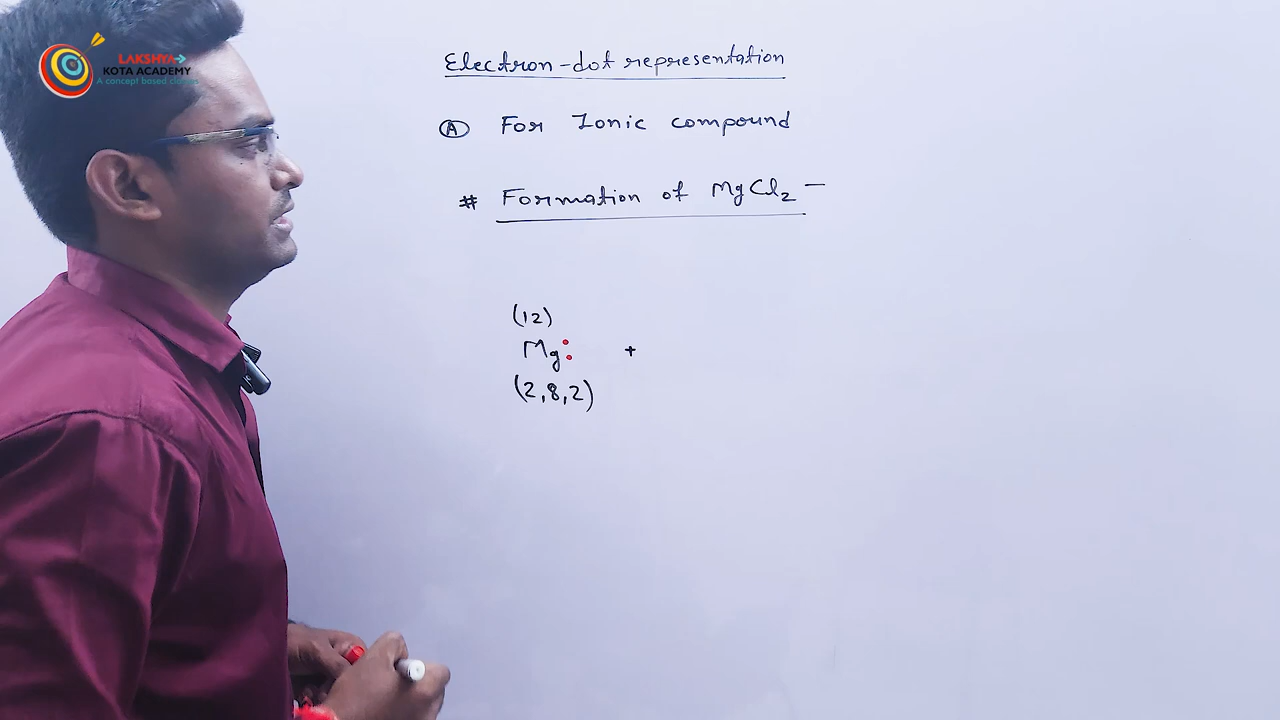 LAKSHYA
KOTA ACADEMY
A concept based classes
Electron-dot representation
(A) For Ionic compound
# Formation of MgCl₂ —
(12)
Mg: +
(2,8,2)